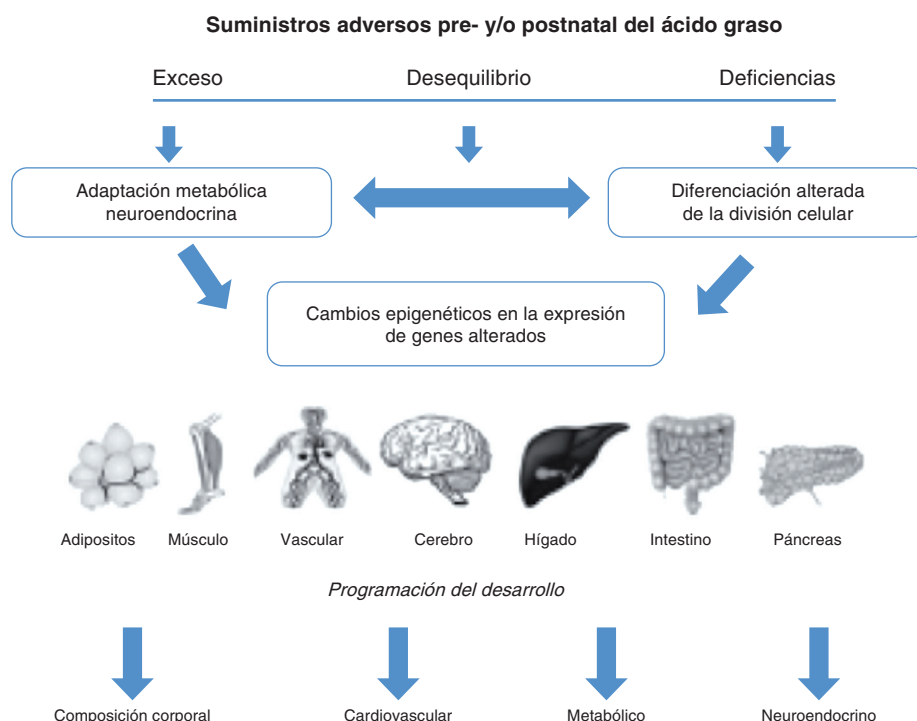 Suministros adversos pre- y/o postnatal del ácido graso
Exceso Desequilibrio Deficiencias
Adaptación metabólica
neuroendocrina
Diferenciación alterada
de la división celular
Cambios epigenéticos en la expresión
de genes alterados
Adipositos Músculo Vascular Cerebro Hígado Intestino Páncreas
Programación del desarrollo
Composición corporal Cardiovascular Metabólico Neuroendocrino